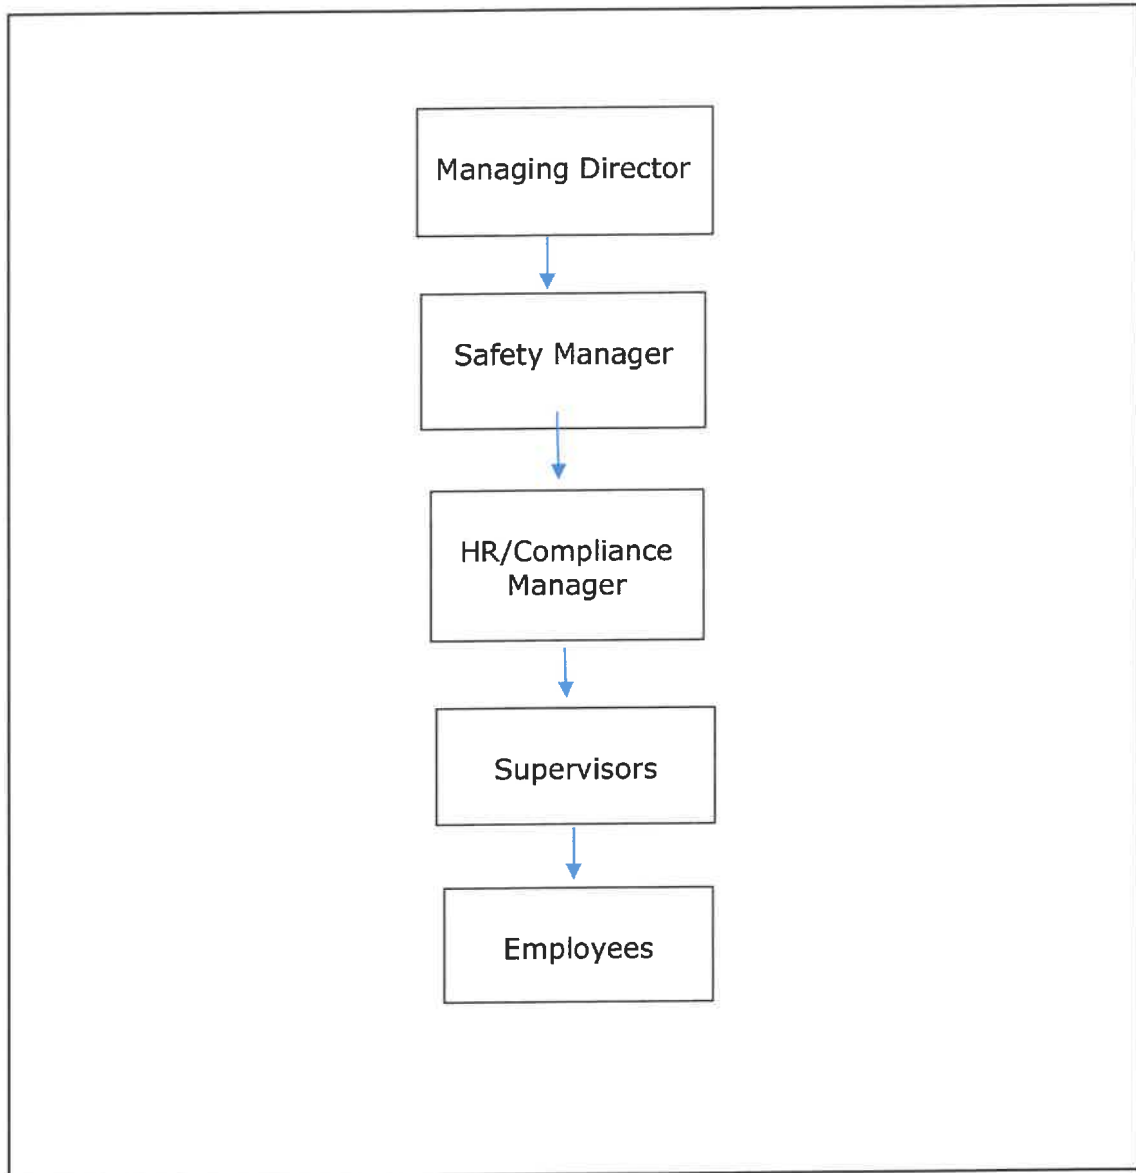 Managing Director
Safety Manager
HR/Compliance
Manager
Supervisors
Employees